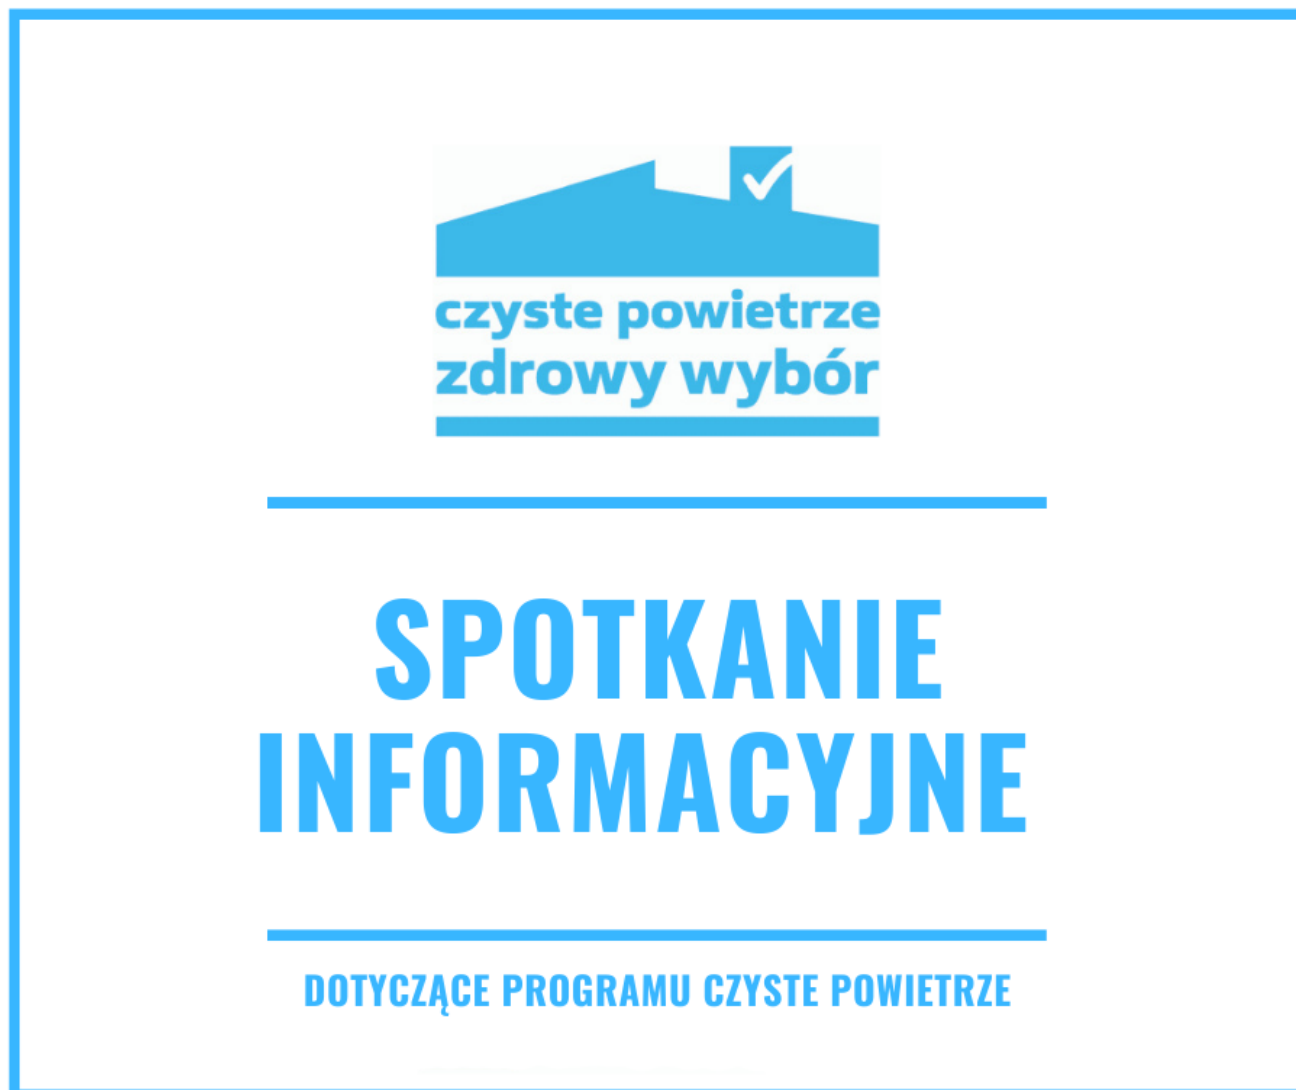 czyste powietrze
zdrowy wybór
SPOTKANIE
INFORMACYJNE
DOTYCZĄCE PROGRAMU CZYSTE POWIETRZE